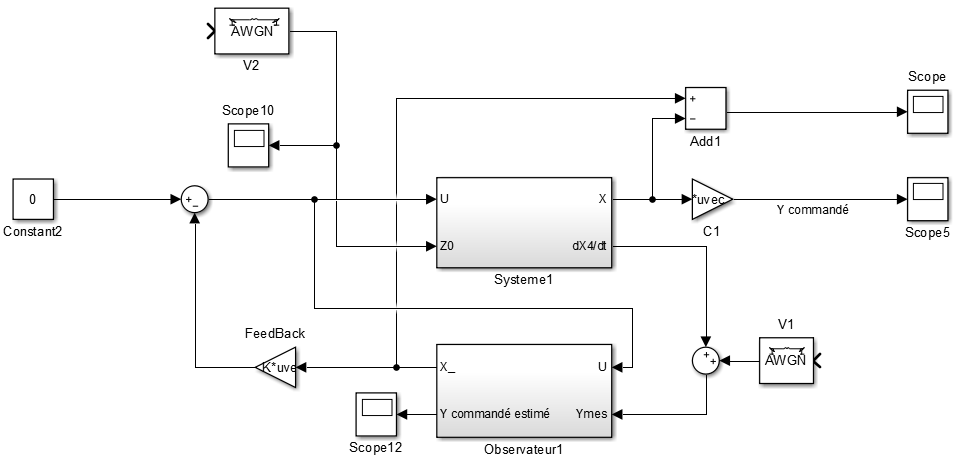 AWGN
V2
Scope10
Scope
+
−
Add1
0
Constant2
+
−
U
X
Z0
dX4/dt
Systeme1
*uvec
C1
Y commandé
Scope5
FeedBack
K*uve
V1
AWGN
+
+
X_
U
Y commandé estimé
Ymes
Observateur1
Scope12